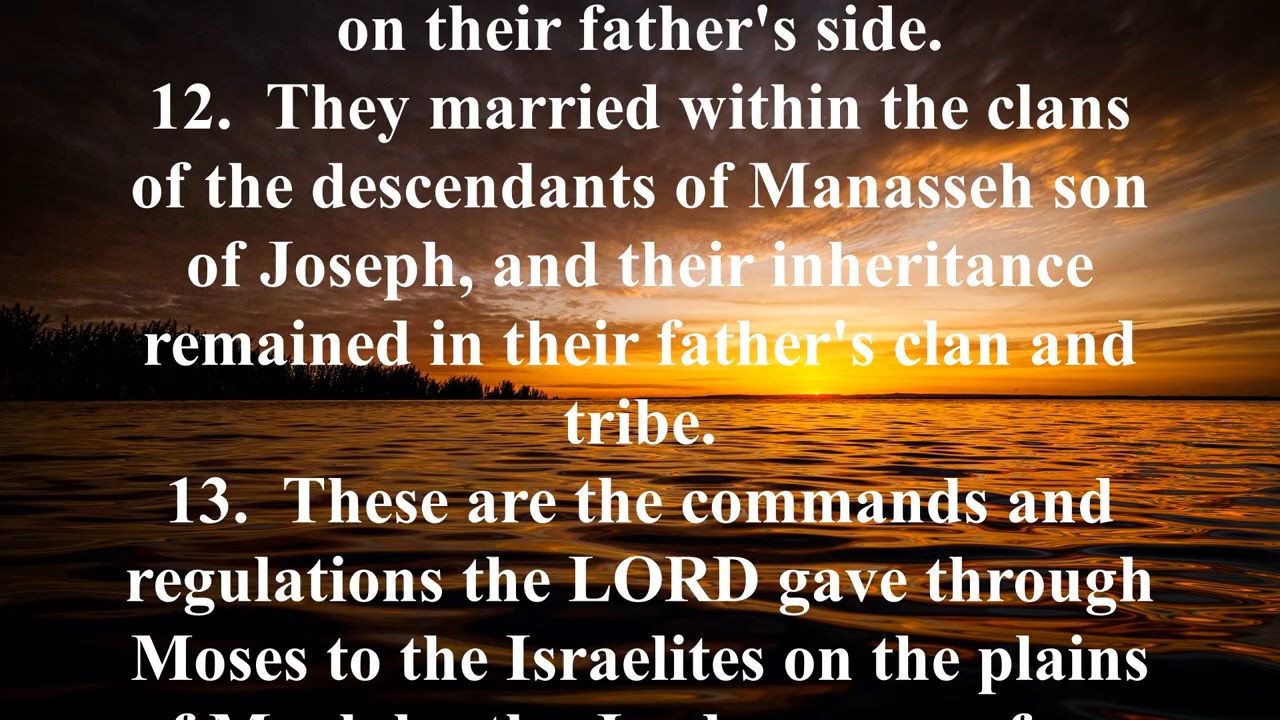 on their father's side.
12. They married within the clans
of the descendants of Manasseh son
of Joseph, and their inheritance
remained in their father's clan and
tribe.
13. These are the commands and
regulations the LORD gave through
Moses to the Israelites on the plains